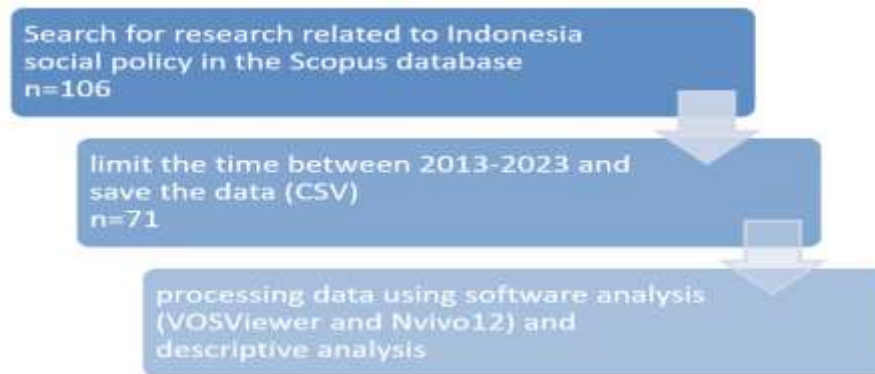 Search for research related to Indonesia
social policy in the Scopus database
n=106
limit the time between 2013-2023 and
save the data (CSV)
n=71
processing data using software analysis
(VOSViewer and Nvivo12) and
descriptive analysis